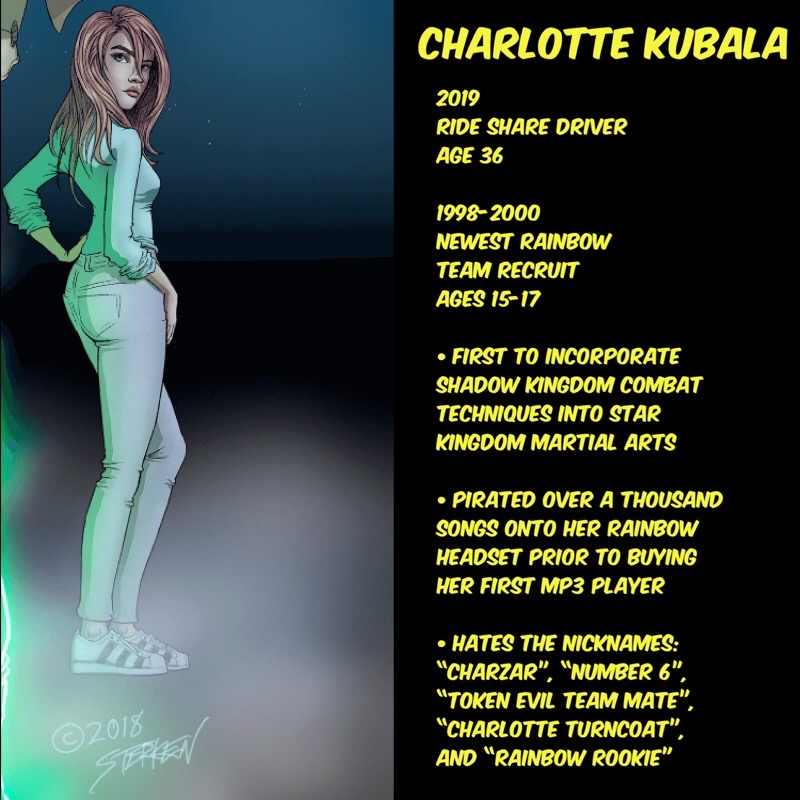 CHARLOTTE KUBALA
2019
RIDE SHARE DRIVER
AGE 36
1998-2000
NEWEST RAINBOW
TEAM RECRUIT
AGES 15-17
• FIRST TO INCORPORATE
SHADOW KINGDOM COMBAT
TECHNIQUES INTO STAR
KINGDOM MARTIAL ARTS
• PIRATED OVER A THOUSAND
SONGS ONTO HER RAINBOW
HEADSET PRIOR TO BUYING
HER FIRST MP3 PLAYER
• HATES THE NICKNAMES:
“CHARZAR”, “NUMBER 6”,
“TOKEN EVIL TEAM MATE”,
“CHARLOTTE TURNCOAT”,
AND “RAINBOW ROOKIE”
©2018